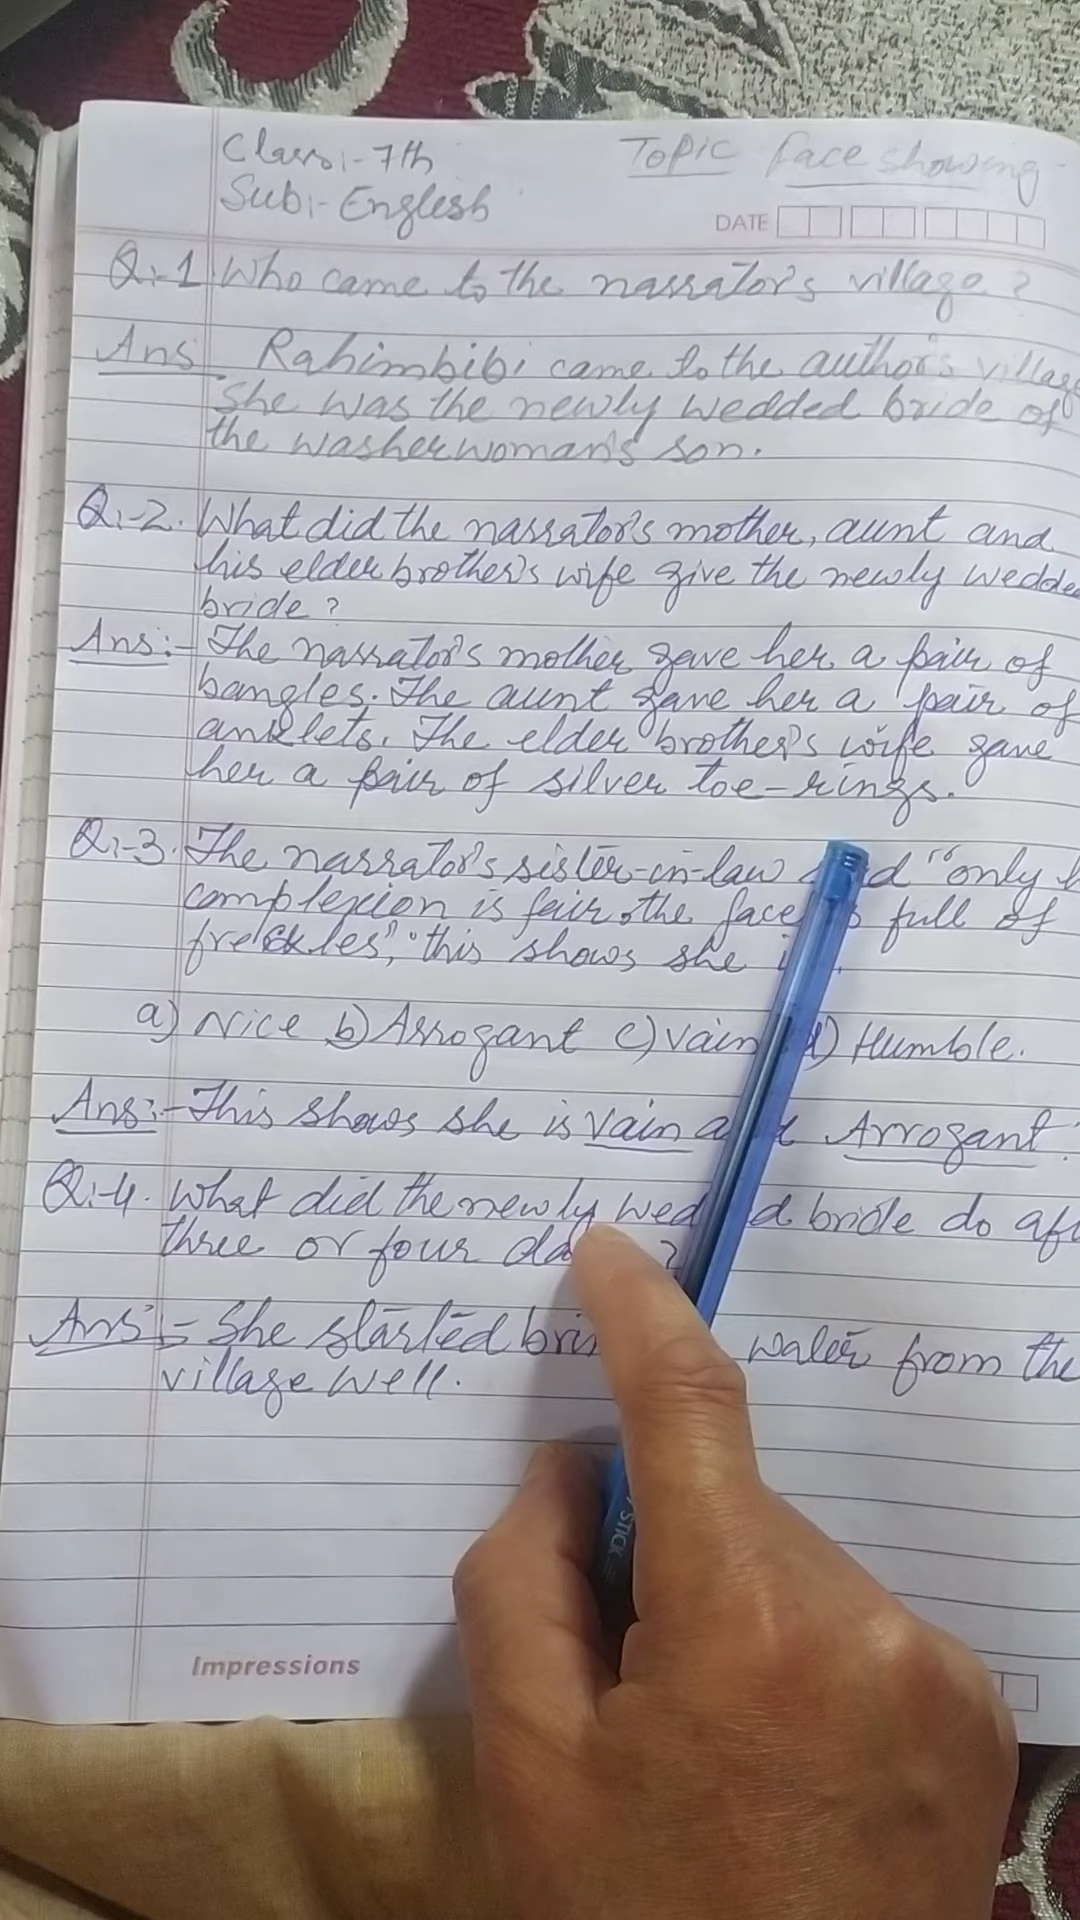 Class:- 7th
Topic Face showing
Sub:- English
DATE
Q:-1 Who came to the narrator's village?
Ans Rahimbibi came to the author's village
She was the newly wedded bride of
the washerwoman's son.
Q:-2. What did the narrator's mother, aunt and
his elder brother's wife give the newly wedde
bride?
Ans:- The narrator's mother gave her a pair of
bangles. The aunt gave her a pair of
anklets. The elder brother's wife gave
her a pair of silver toe-rings.
Q:-3. The narrator's sister-in-law "only h
complexion is fair, the face full of
freckles", this shows she
a) Nice b) Arrogant c) Vain d) Humble.
Ans:- This shows she is Vain Arrogant.
Q:-4. What did the newly bride do aft
three or four ?
Ans:- She started water from the
village well.
STICK
Impressions